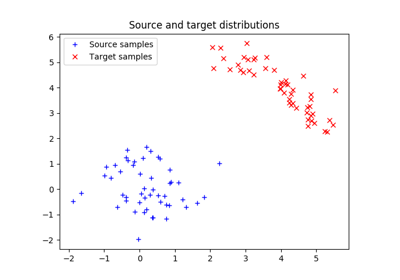 Source and target distributions
Source samples
Target samples
6
5
4
3
2
1
0
−1
−2
−2 −1 0 1 2 3 4 5